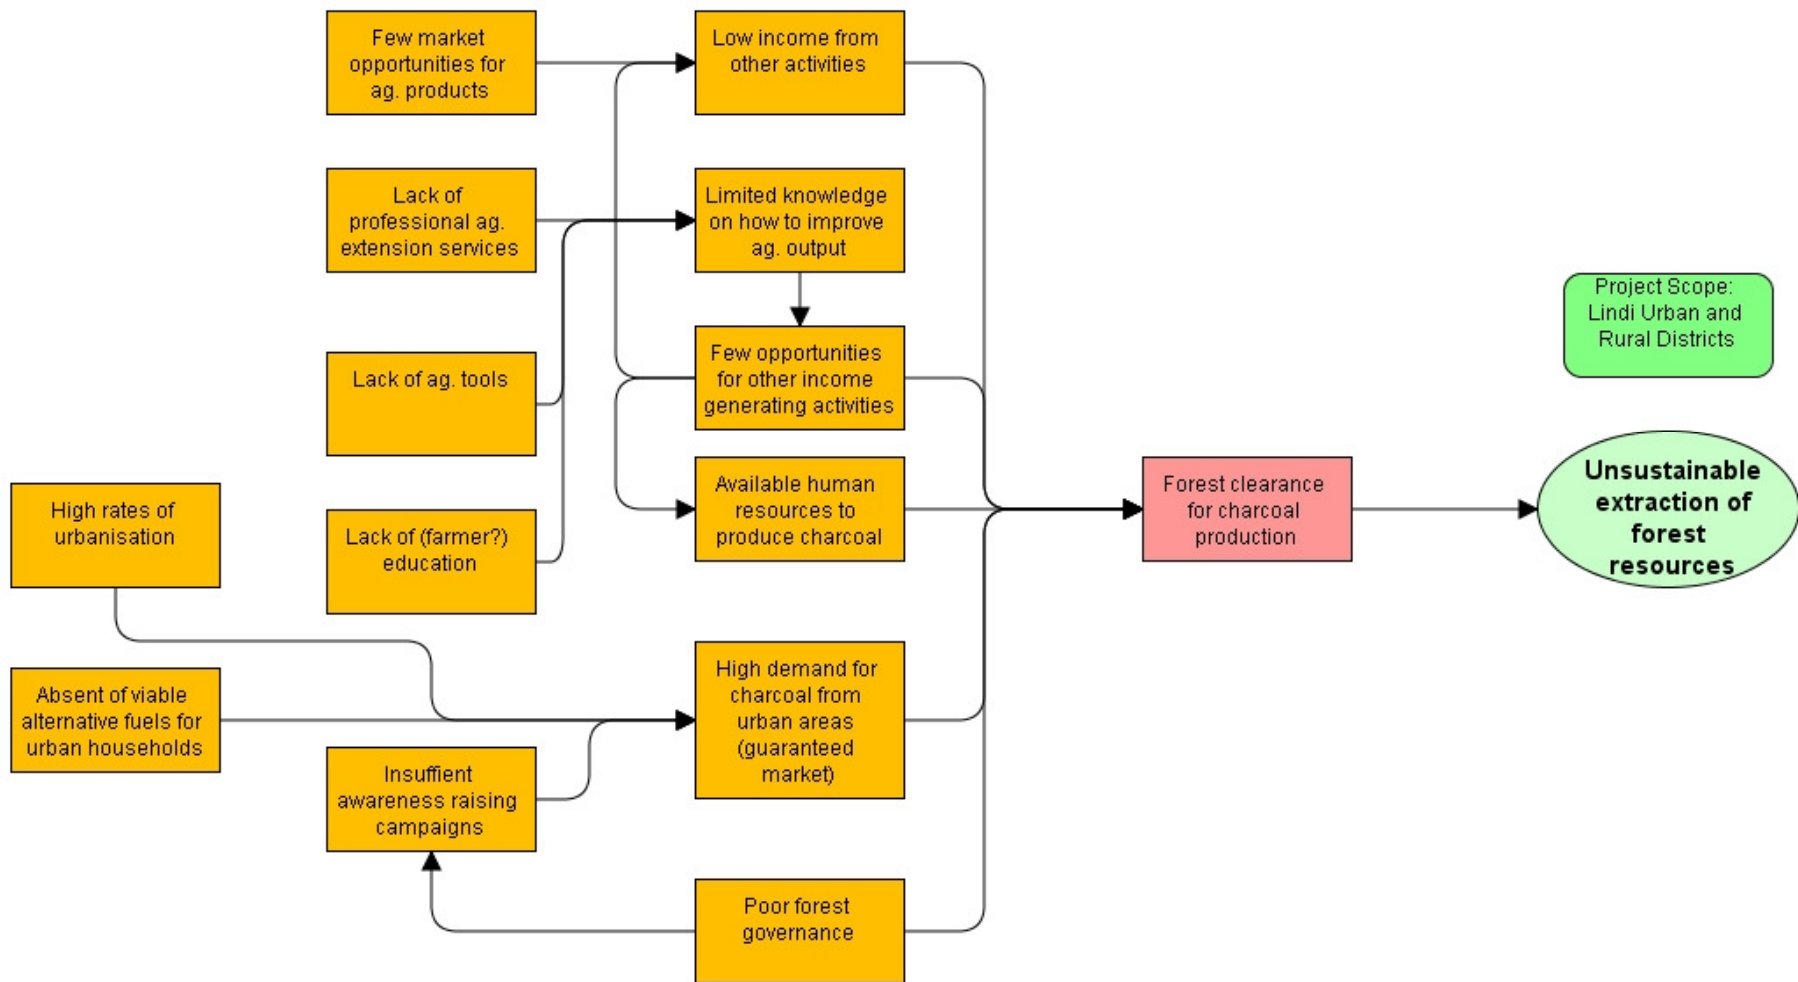 Few market
opportunities for
ag. products
Low income from
other activities
Lack of
professional ag.
extension services
Limited knowledge
on how to improve
ag. output
Project Scope:
Lindi Urban and
Rural Districts
Lack of ag. tools
Few opportunities
for other income
generating activities
High rates of
urbanisation
Lack of (farmer?)
education
Available human
resources to
produce charcoal
Forest clearance
for charcoal
production
Unsustainable
extraction of
forest
resources
Absent of viable
alternative fuels for
urban households
High demand for
charcoal from
urban areas
(guaranteed
market)
Insuffient
awareness raising
campaigns
Poor forest
governance